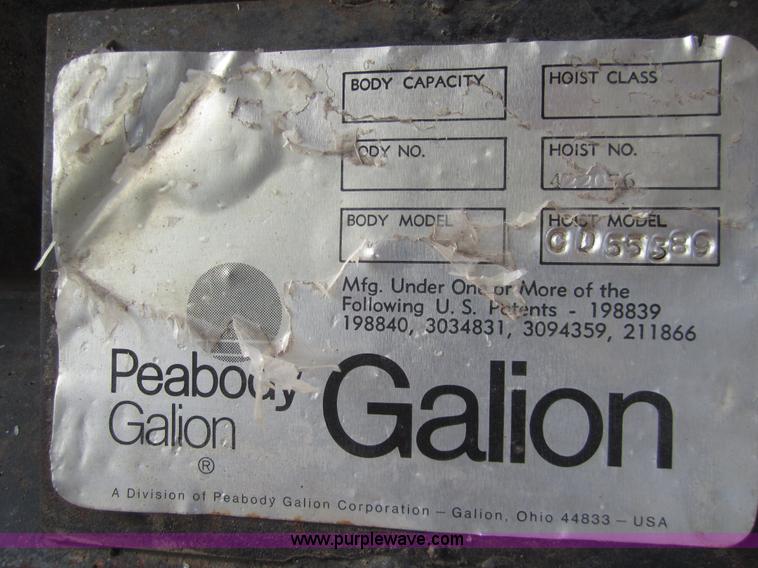 BODY CAPACITY
HOIST CLASS
ODY NO.
HOIST NO.
BODY MODEL
HOIST MODEL
Mfg. Under One or More of the
Following U. S. Patents - 198839
198840, 3034831, 3094359, 211866
Peabody
Galion
®
Galion
A Division of Peabody Galion Corporation — Galion, Ohio 44833 — USA
www.purplewave.com